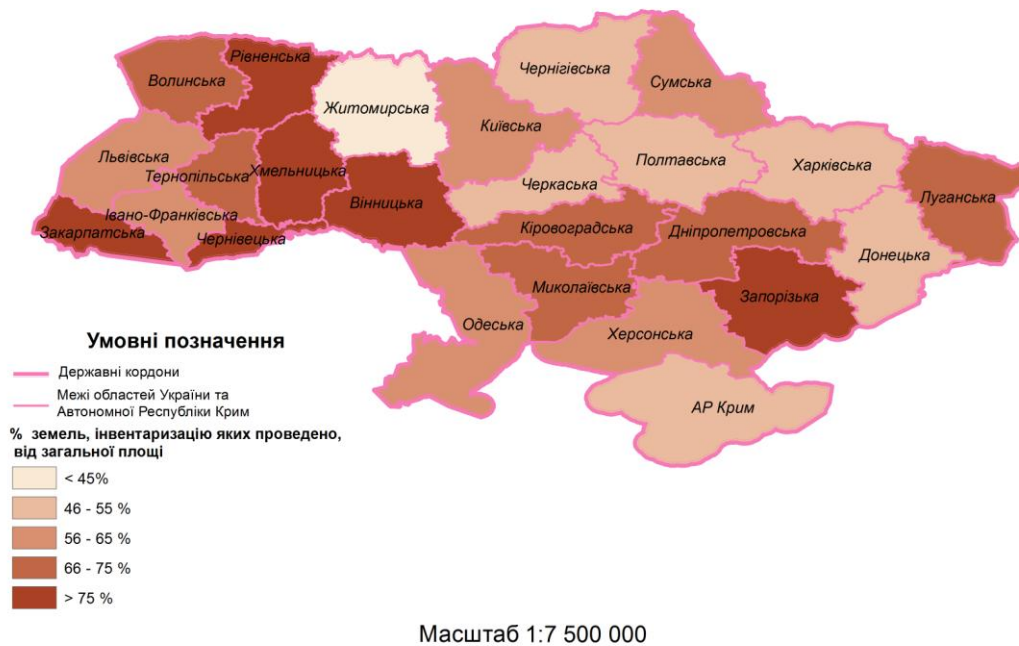 Чернігівська
Рівненська
Волинська
Сумська
Житомирська
Київська
Львівська
Полтавська
Харківська
Тернопільська
Хмельницька
Черкаська
Луганська
Вінницька
Івано-Франківська
Закарпатська
Чернівецька
Кіровоградська
Дніпропетровська
Донецька
Миколаївська
Запорізька
Одеська
Херсонська
АР Крим
Умовні позначення
Державні кордони
Межі областей України та
Автономної Республіки Крим
% земель, інвентаризацію яких проведено,
від загальної площі
< 45%
46 - 55 %
56 - 65 %
66 - 75 %
> 75 %
Масштаб 1:7 500 000